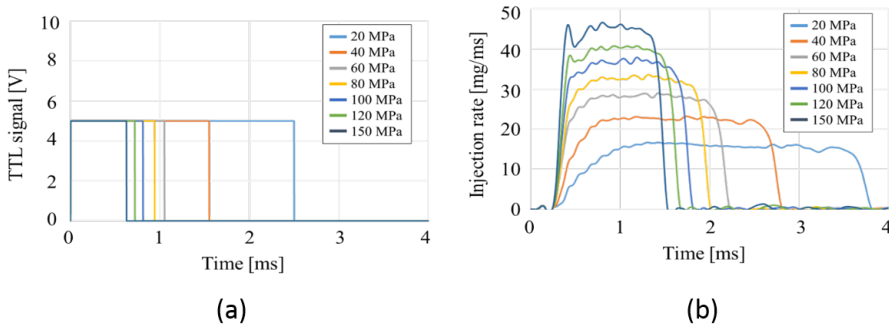 TTL signal [V]
10
8
6
4
2
0
0 1 2 3 4
Time [ms]
20 MPa
40 MPa
60 MPa
80 MPa
100 MPa
120 MPa
150 MPa
(a)
Injection rate [mg/ms]
50
40
30
20
10
0
0 1 2 3 4
Time [ms]
20 MPa
40 MPa
60 MPa
80 MPa
100 MPa
120 MPa
150 MPa
(b)